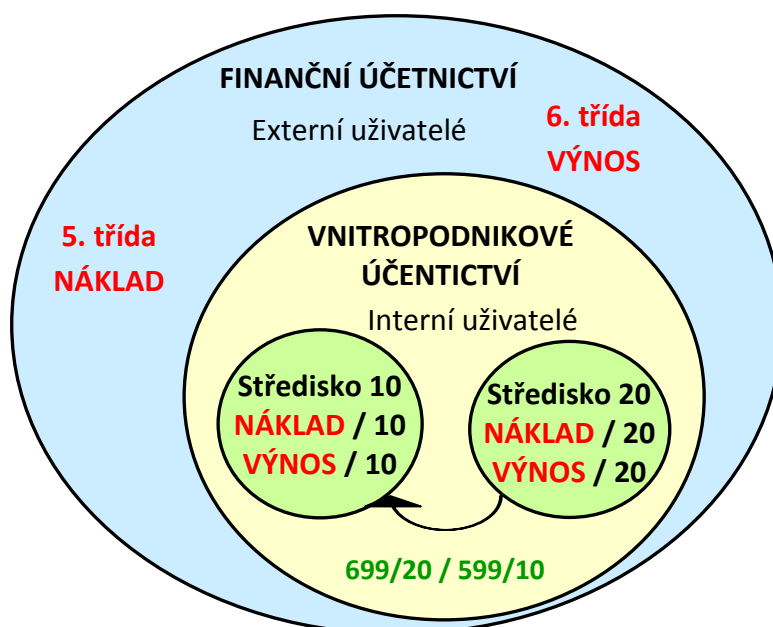 FINANČNÍ ÚČETNICTVÍ
Externí uživatelé
6. třída
VÝNOS
5. třída
NÁKLAD
VNITROPODNIKOVÉ
ÚČENTICTVÍ
Interní uživatelé
Středisko 10
NÁKLAD / 10
VÝNOS / 10
Středisko 20
NÁKLAD / 20
VÝNOS / 20
699/20 / 599/10